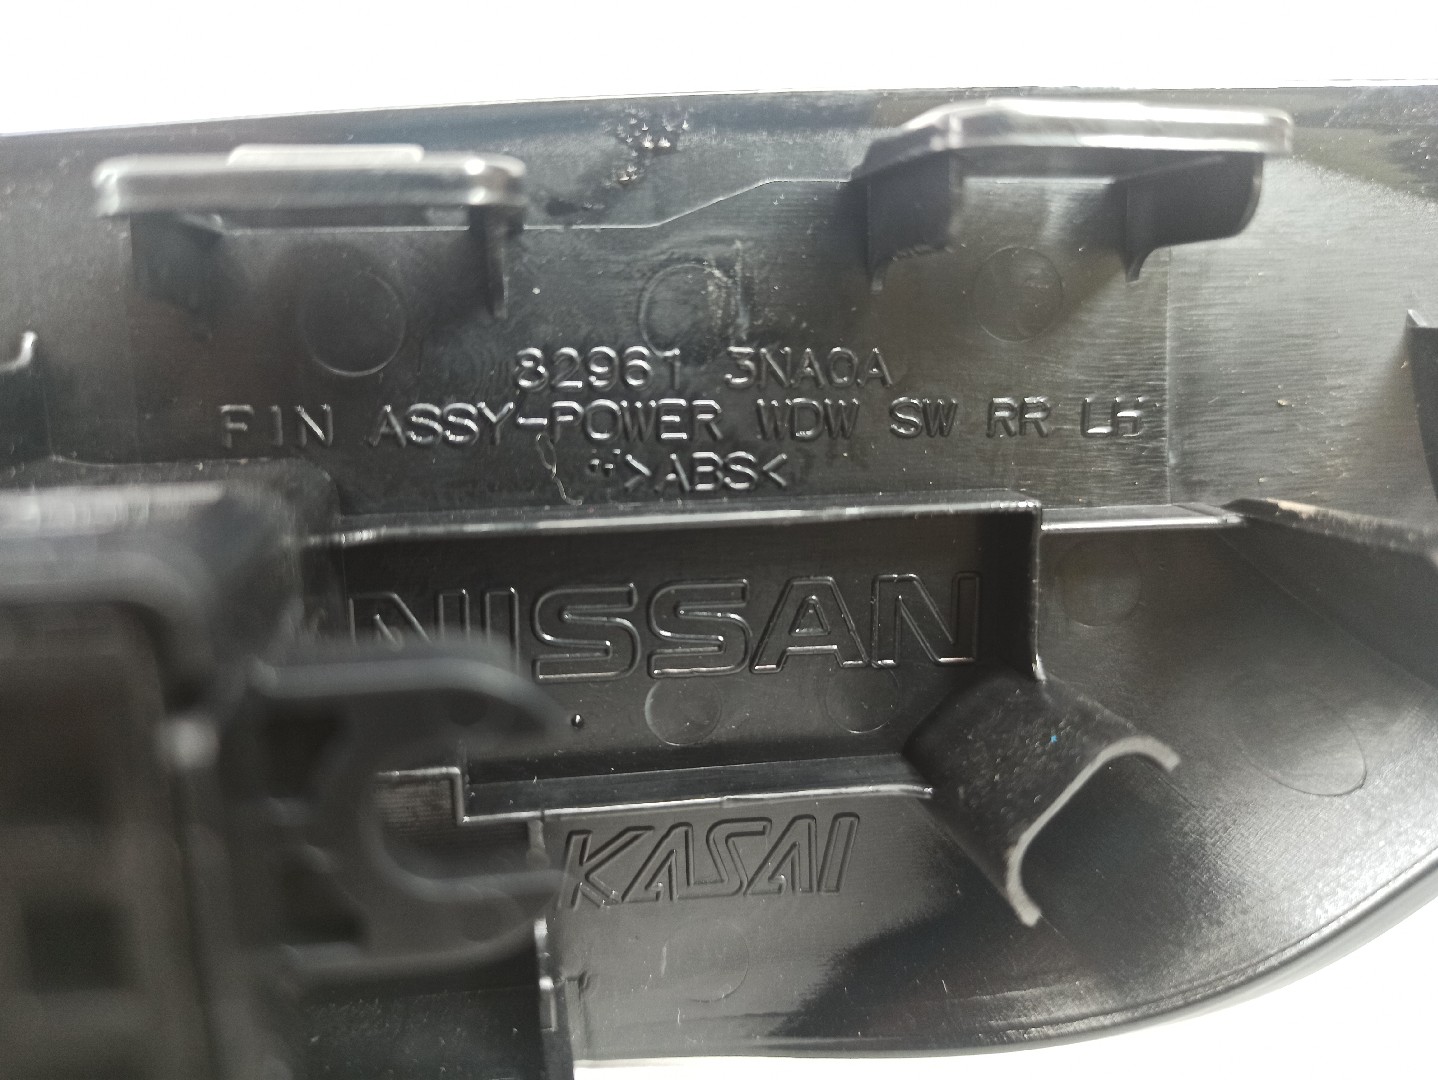 82961 3NA0A
FIN ASSY-POWER WDW SW RR LH
>ABS<
NISSAN
KASAI